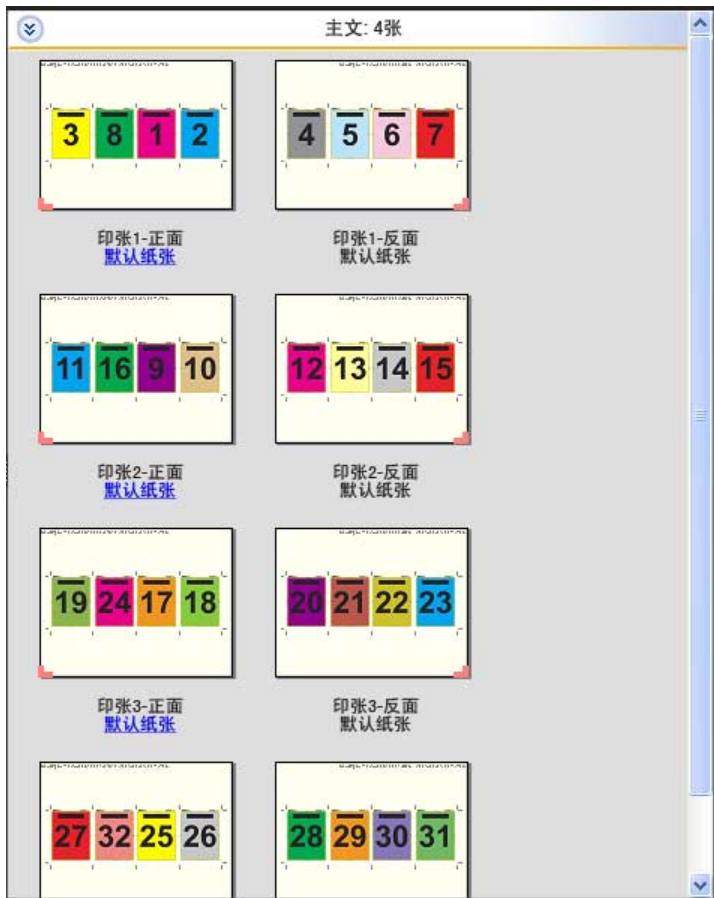 主文: 4张
3 8 1 2
4 5 6 7
印张1-正面
默认纸张
印张1-反面
默认纸张
11 16 9 10
12 13 14 15
印张2-正面
默认纸张
印张2-反面
默认纸张
19 24 17 18
20 21 22 23
印张3-正面
默认纸张
印张3-反面
默认纸张
27 32 25 26
28 29 30 31